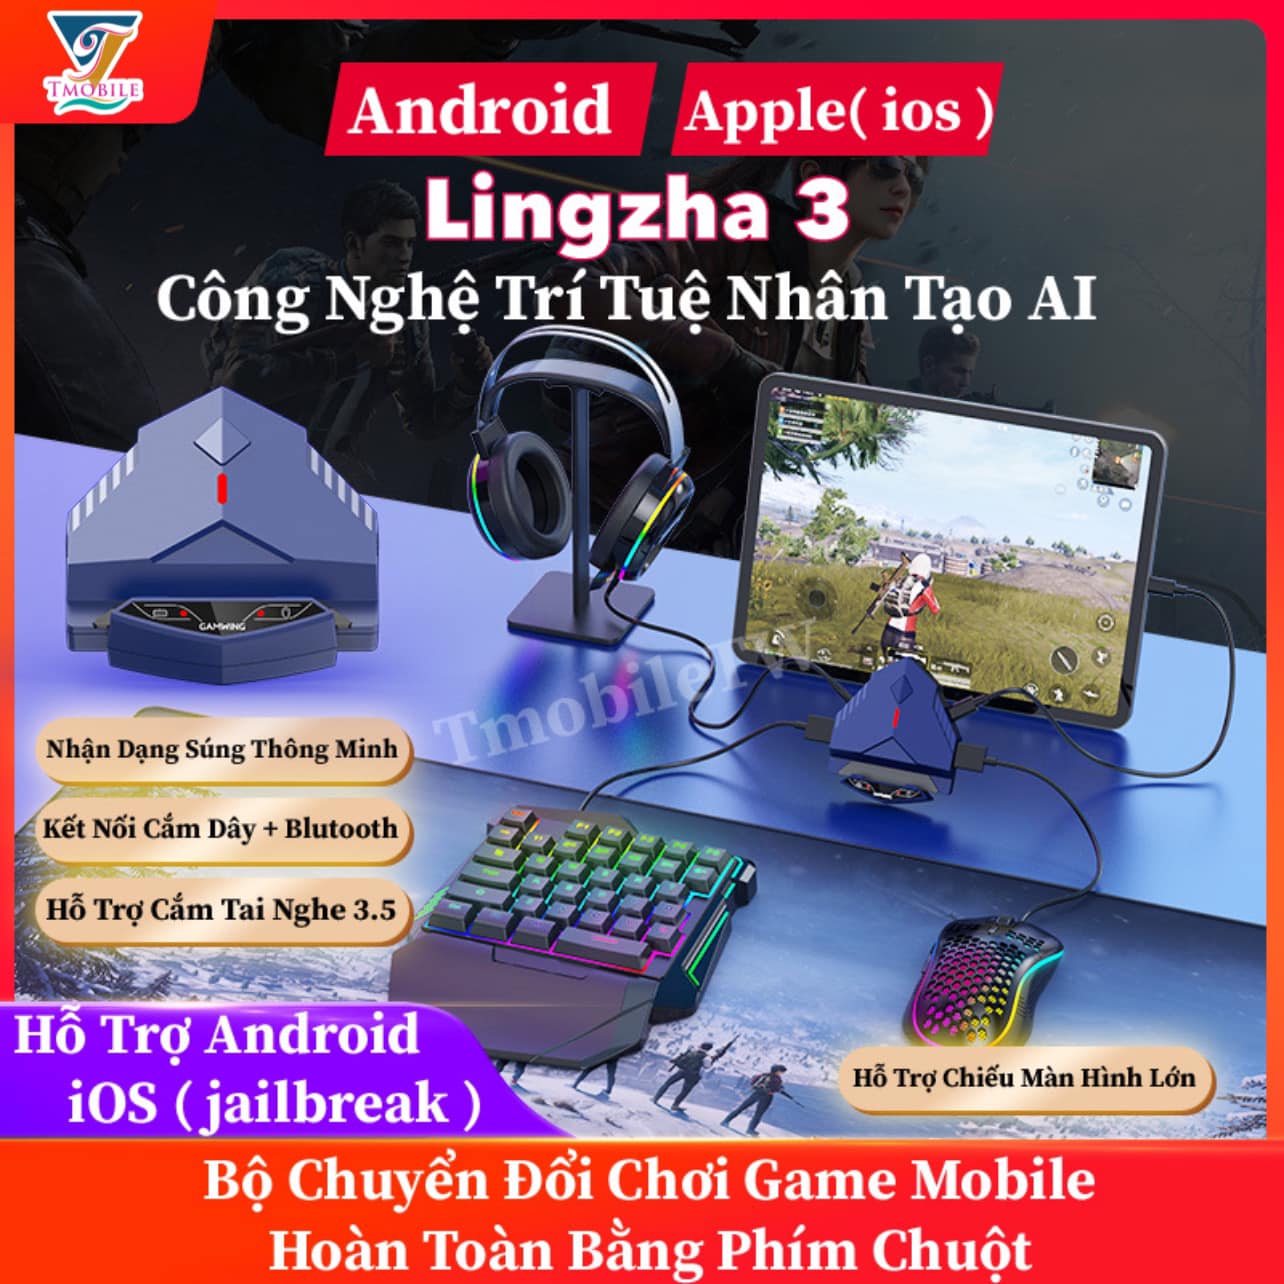 TMOBILE
Android
Apple( ios )
Lingzha 3
Công Nghệ Trí Tuệ Nhân Tạo AI
GAMWING
TmobileTW
Nhận Dạng Súng Thông Minh
Kết Nối Cắm Dây + Blutooth
Hỗ Trợ Cắm Tai Nghe 3.5
Hỗ Trợ Android
iOS ( jailbreak )
Hỗ Trợ Chiếu Màn Hình Lớn
Bộ Chuyển Đổi Chơi Game Mobile
Hoàn Toàn Bằng Phím Chuột